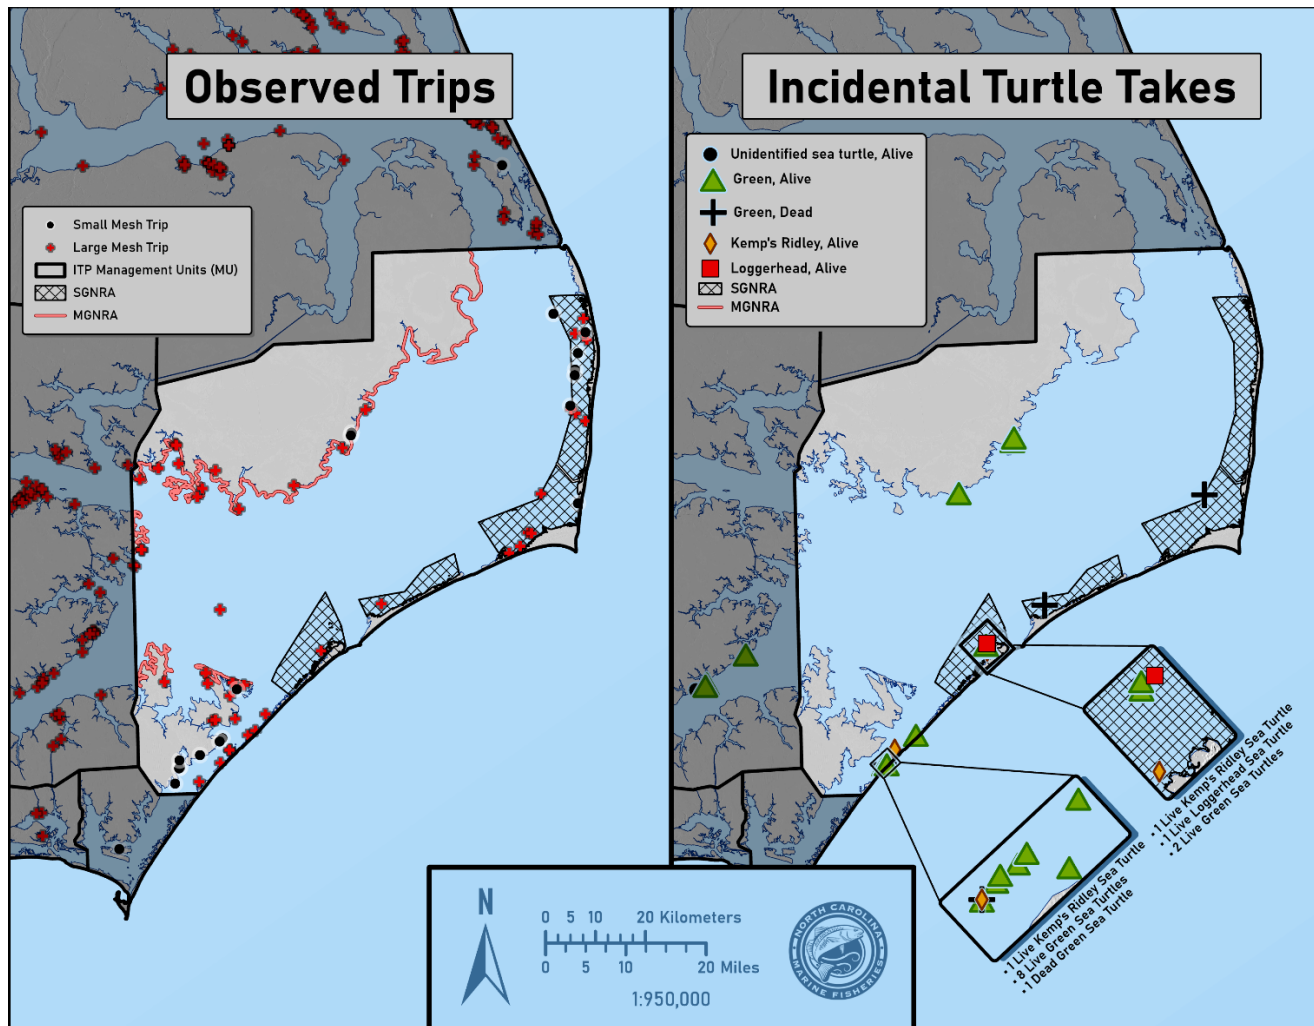 Observed Trips
Small Mesh Trip
Large Mesh Trip
ITP Management Units (MU)
SGNRA
MGNRA
Incidental Turtle Takes
Unidentified sea turtle, Alive
Green, Alive
Green, Dead
Kemp's Ridley, Alive
Loggerhead, Alive
SGNRA
MGNRA
• 1 Live Kemp's Ridley Sea Turtle
• 1 Live Loggerhead Sea Turtle
• 2 Live Green Sea Turtles
• 1 Live Kemp's Ridley Sea Turtle
• 8 Live Green Sea Turtles
• 1 Dead Green Sea Turtle
N
0 5 10 20 Kilometers
0 5 10 20 Miles
1:950,000
NORTH CAROLINA
MARINE FISHERIES